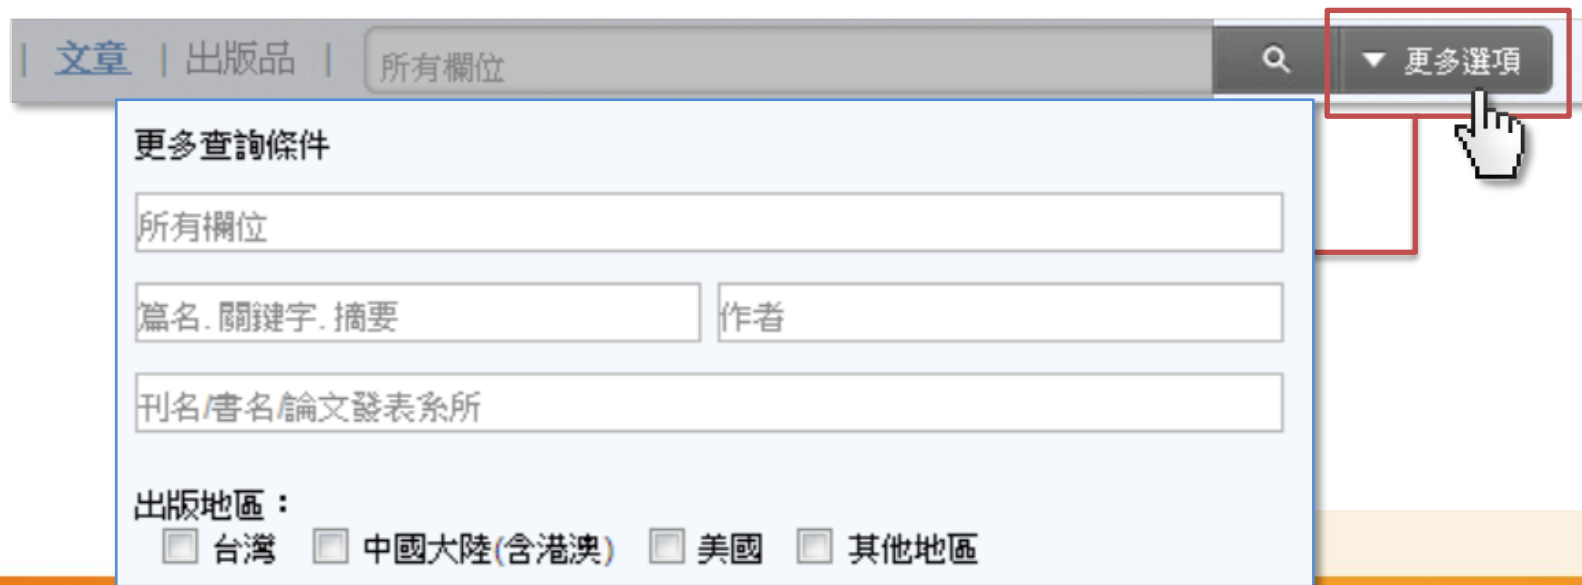 | 文章 | 出版品 | 所有欄位 ▼ 更多選項
更多查詢條件
所有欄位
篇名.關鍵字.摘要 作者
刊名/書名/論文發表系所
出版地區：
台灣 中國大陸(含港澳) 美國 其他地區